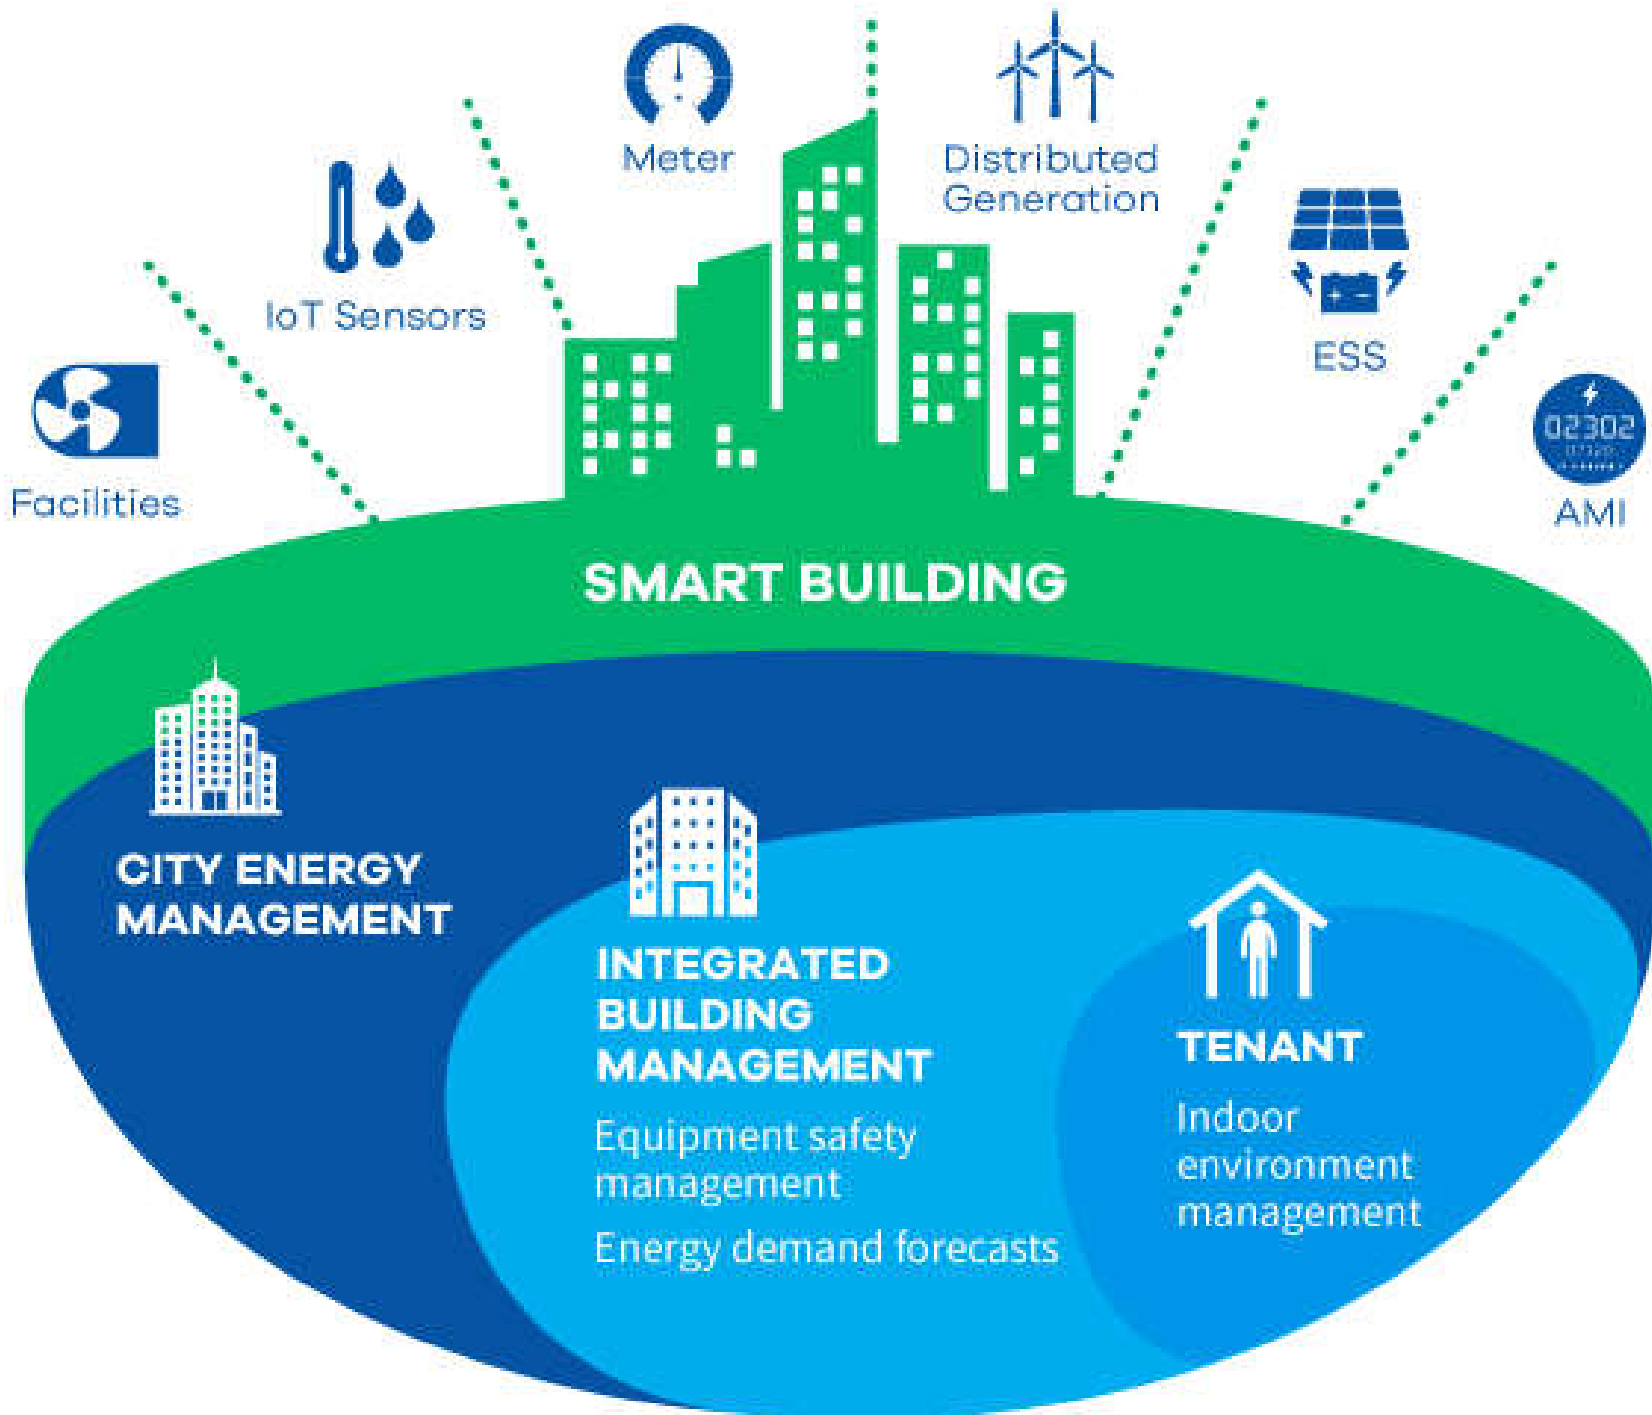 Meter
Distributed
Generation
IoT Sensors
ESS
Facilities
02302
AMI
SMART BUILDING
CITY ENERGY
MANAGEMENT
INTEGRATED
BUILDING
MANAGEMENT
Equipment safety
management
Energy demand forecasts
TENANT
Indoor
environment
management